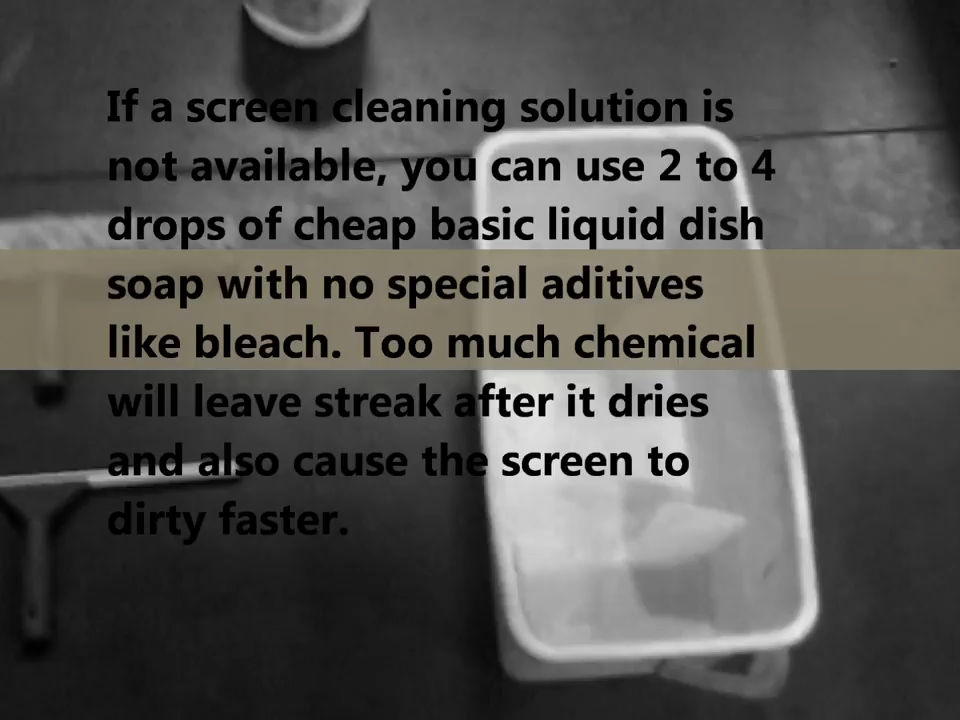 If a screen cleaning solution is
not available, you can use 2 to 4
drops of cheap basic liquid dish
soap with no special aditives
like bleach. Too much chemical
will leave streak after it dries
and also cause the screen to
dirty faster.